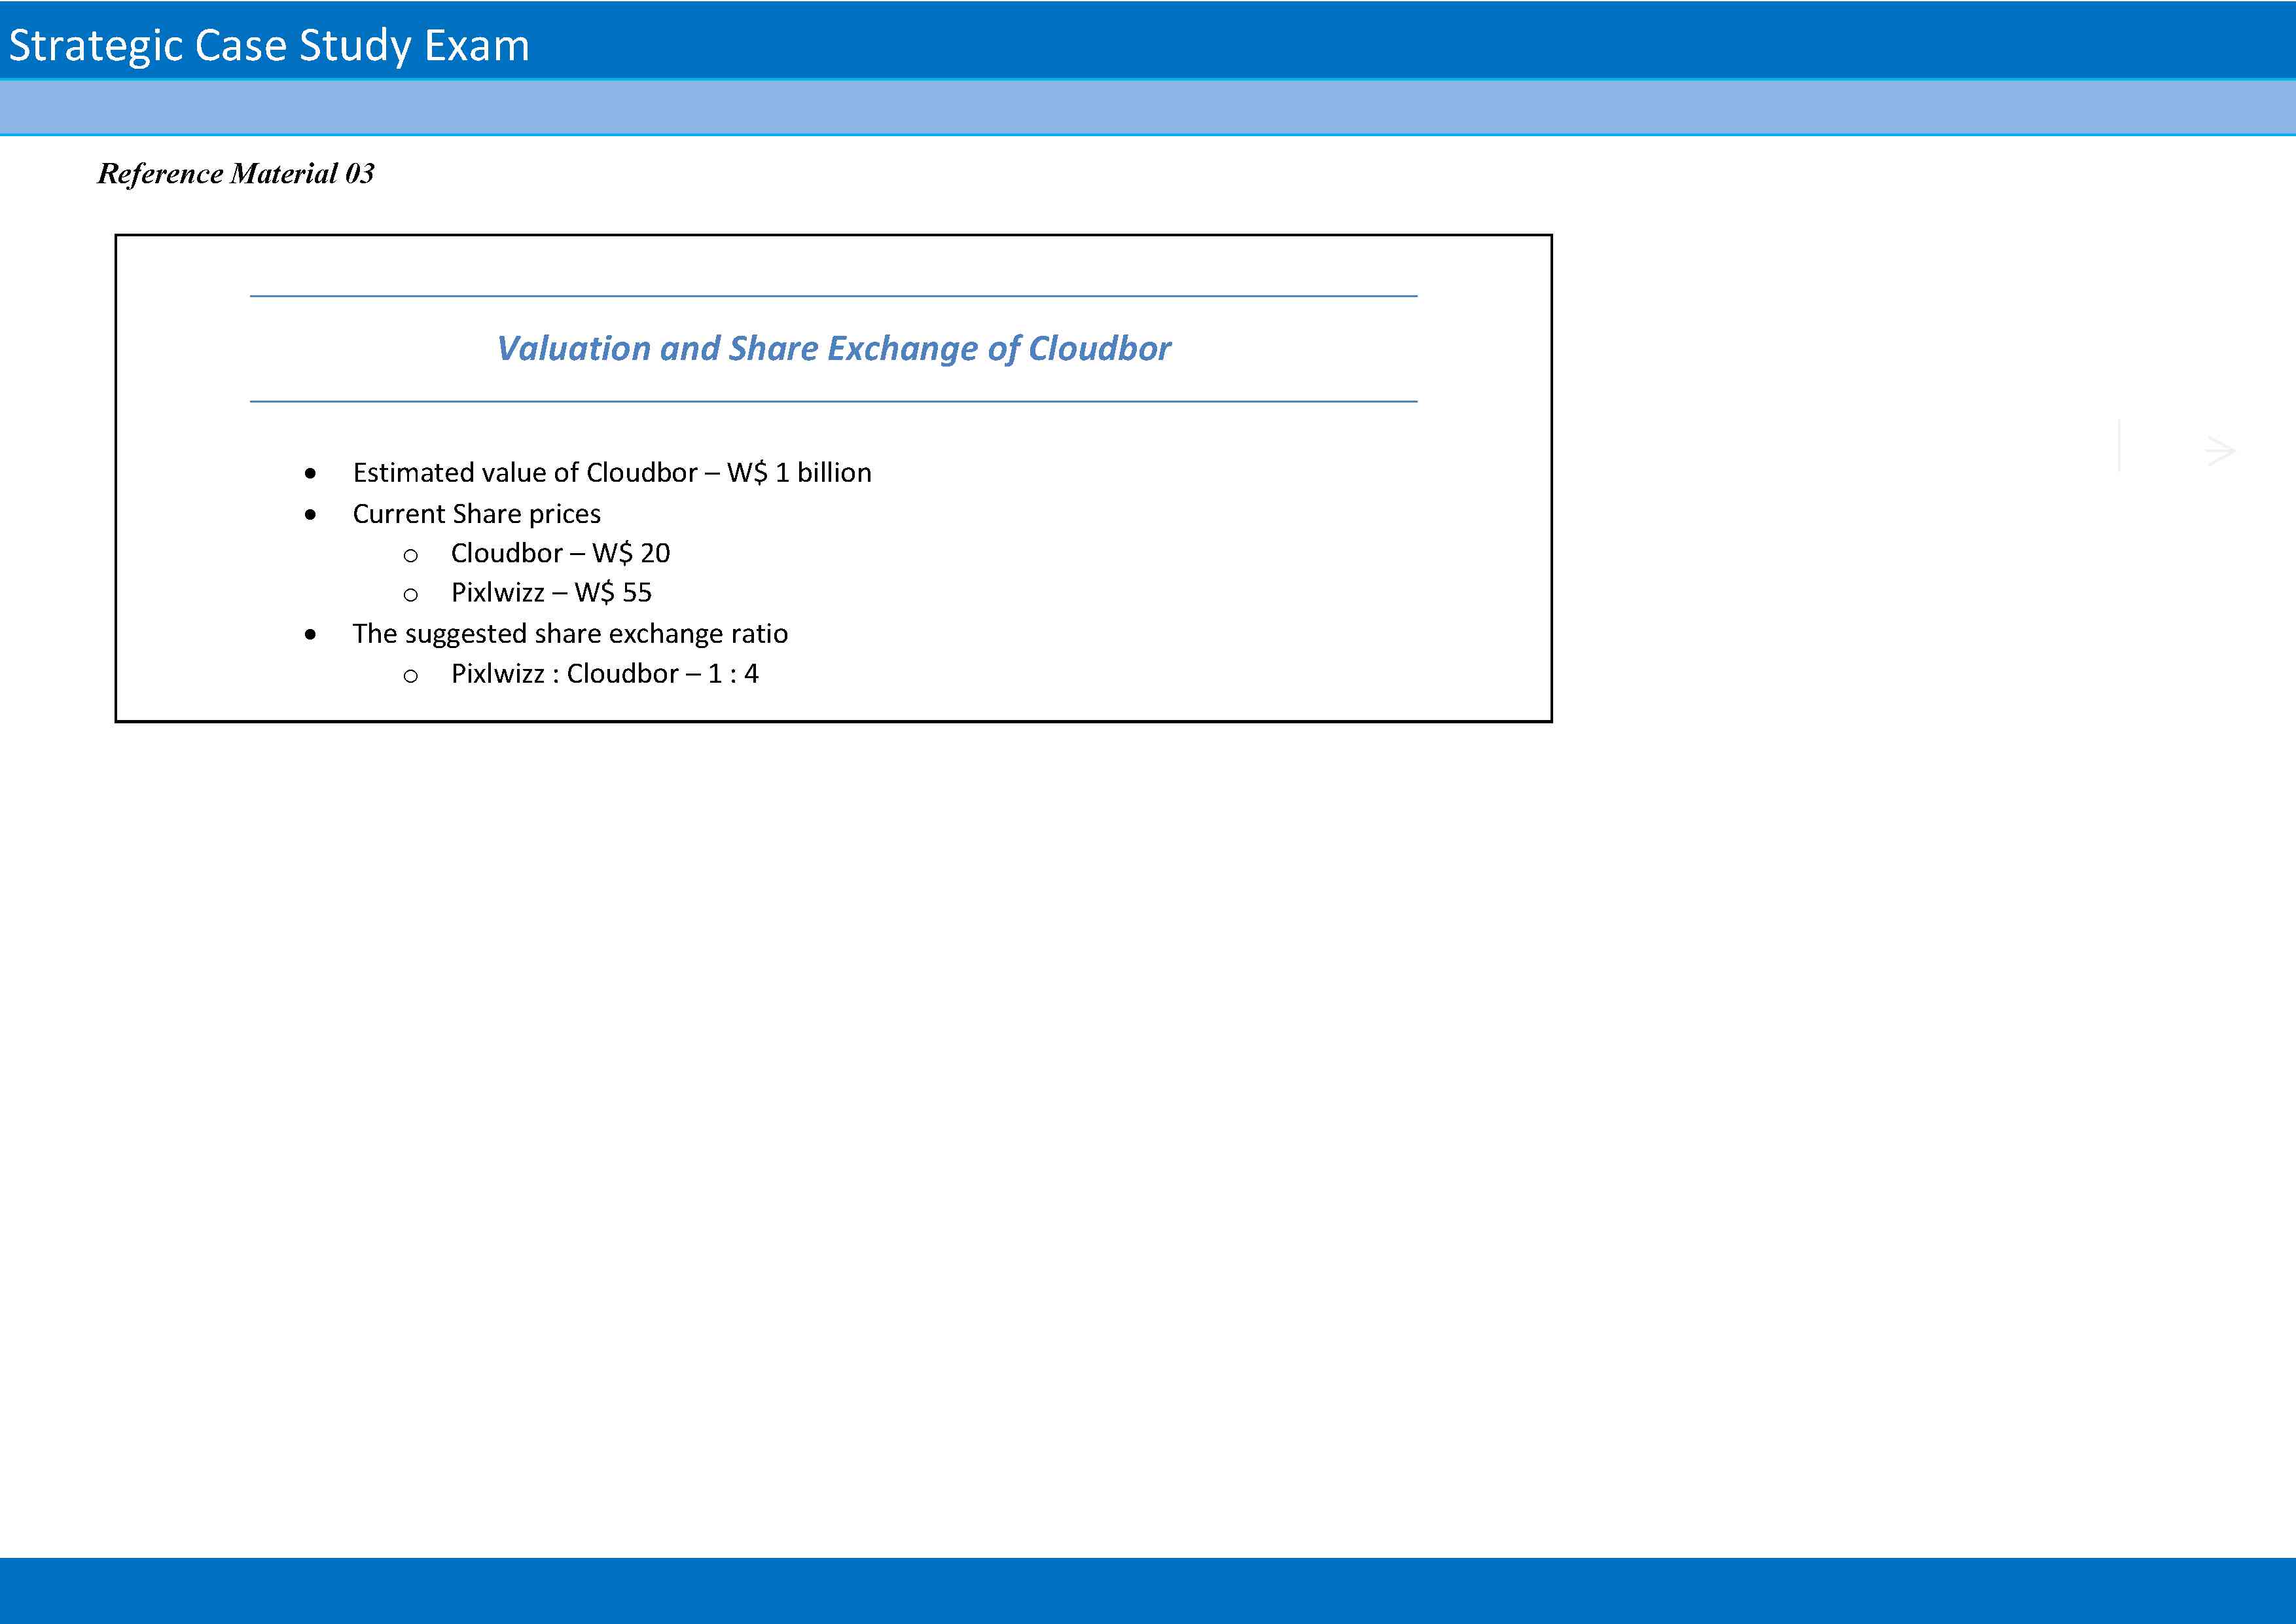 Strategic Case Study Exam
Reference Material 03
Valuation and Share Exchange of Cloudbor
• Estimated value of Cloudbor – W$ 1 billion
• Current Share prices
o Cloudbor – W$ 20
o Pixlwizz – W$ 55
• The suggested share exchange ratio
o Pixlwizz : Cloudbor – 1 : 4